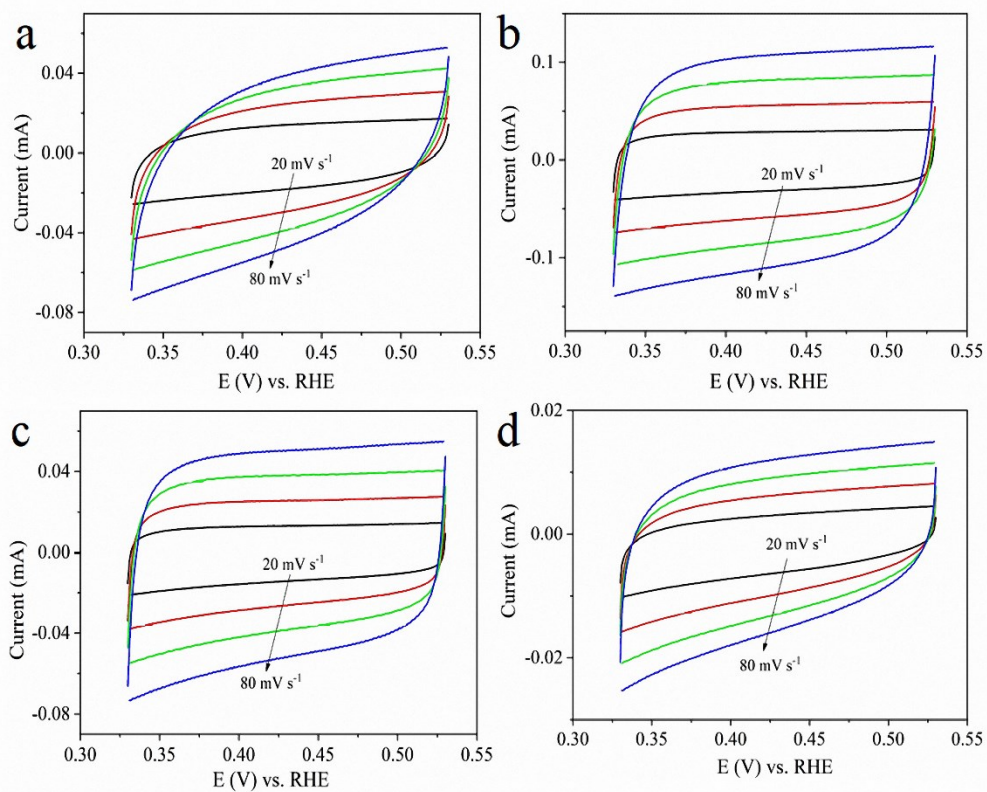 a
0.04
0.00
-0.04
-0.08
Current (mA)
20 mV s⁻¹
80 mV s⁻¹
0.30 0.35 0.40 0.45 0.50 0.55
E (V) vs. RHE
b
0.1
0.0
-0.1
Current (mA)
20 mV s⁻¹
80 mV s⁻¹
0.30 0.35 0.40 0.45 0.50 0.55
E (V) vs. RHE
c
0.04
0.00
-0.04
-0.08
Current (mA)
20 mV s⁻¹
80 mV s⁻¹
0.30 0.35 0.40 0.45 0.50 0.55
E (V) vs. RHE
d
0.02
0.00
-0.02
Current (mA)
20 mV s⁻¹
80 mV s⁻¹
0.30 0.35 0.40 0.45 0.50 0.55
E (V) vs. RHE